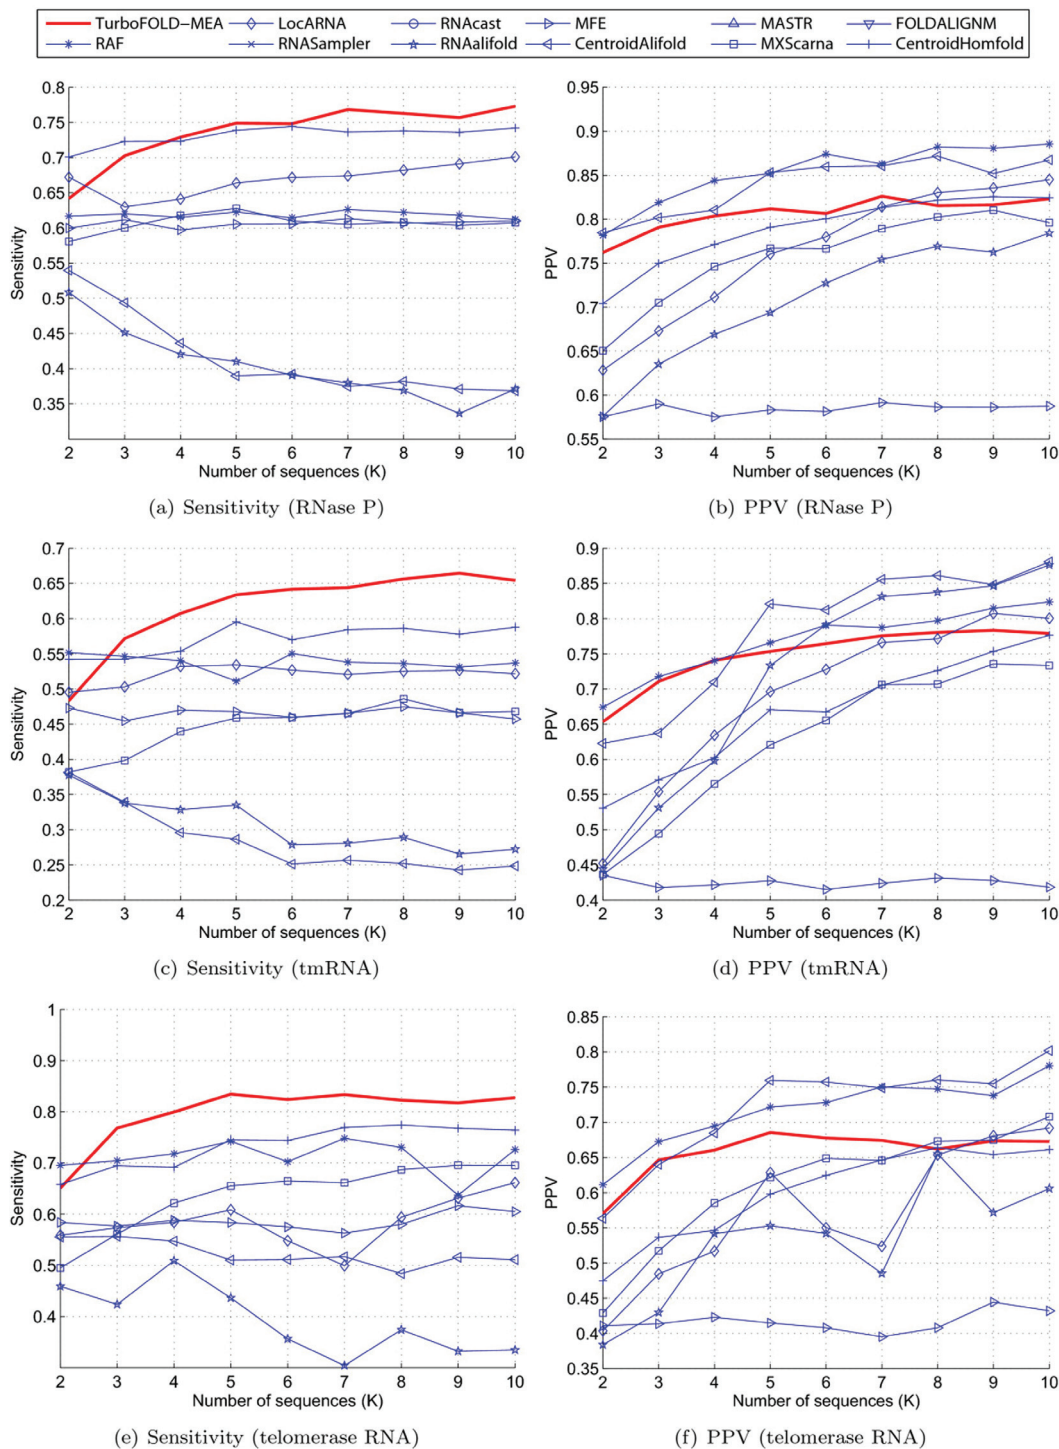 TurboFOLD-MEA LocARNA RNAcast MFE MASTR FOLDALIGNM
RAF RNASampler RNAalifold CentroidAlifold MXScarna CentroidHomfold
0.8
0.75
0.7
0.65
0.6
0.55
0.5
0.45
0.4
0.35
Sensitivity
2 3 4 5 6 7 8 9 10
Number of sequences (K)
(a) Sensitivity (RNase P)
0.95
0.9
0.85
0.8
0.75
0.7
0.65
0.6
0.55
PPV
2 3 4 5 6 7 8 9 10
Number of sequences (K)
(b) PPV (RNase P)
0.7
0.65
0.6
0.55
0.5
0.45
0.4
0.35
0.3
0.25
0.2
Sensitivity
2 3 4 5 6 7 8 9 10
Number of sequences (K)
(c) Sensitivity (tmRNA)
0.9
0.85
0.8
0.75
0.7
0.65
0.6
0.55
0.5
0.45
0.4
PPV
2 3 4 5 6 7 8 9 10
Number of sequences (K)
(d) PPV (tmRNA)
1
0.9
0.8
0.7
0.6
0.5
0.4
Sensitivity
2 3 4 5 6 7 8 9 10
Number of sequences (K)
(e) Sensitivity (telomerase RNA)
0.85
0.8
0.75
0.7
0.65
0.6
0.55
0.5
0.45
0.4
0.35
PPV
2 3 4 5 6 7 8 9 10
Number of sequences (K)
(f) PPV (telomerase RNA)